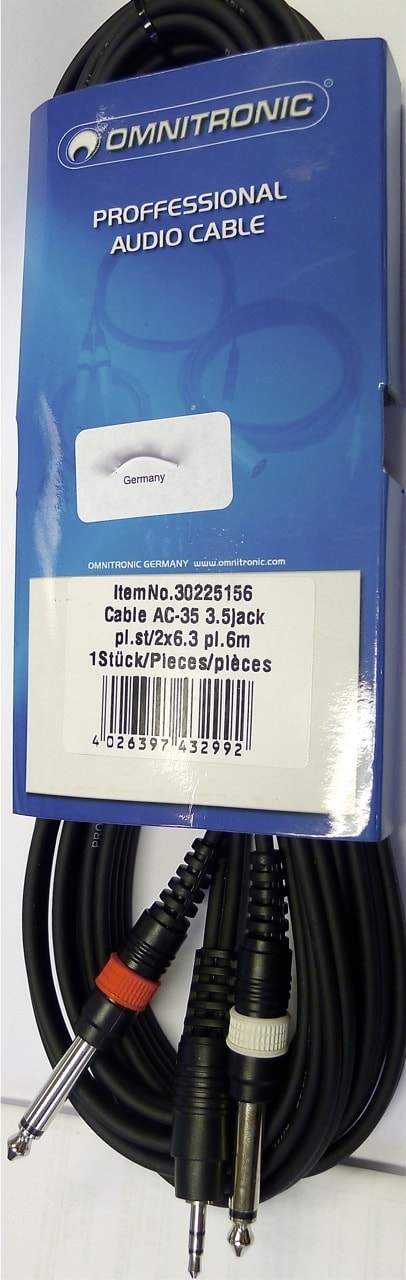 OMNITRONIC
PROFFESSIONAL
AUDIO CABLE
Germany
OMNITRONIC GERMANY www.omnitronic.com
ItemNo.30225156
Cable AC-35 3.5jack
pl.st/2x6.3 pl.6m
1Stück/Pieces/pièces
4 026397 432992
PRO